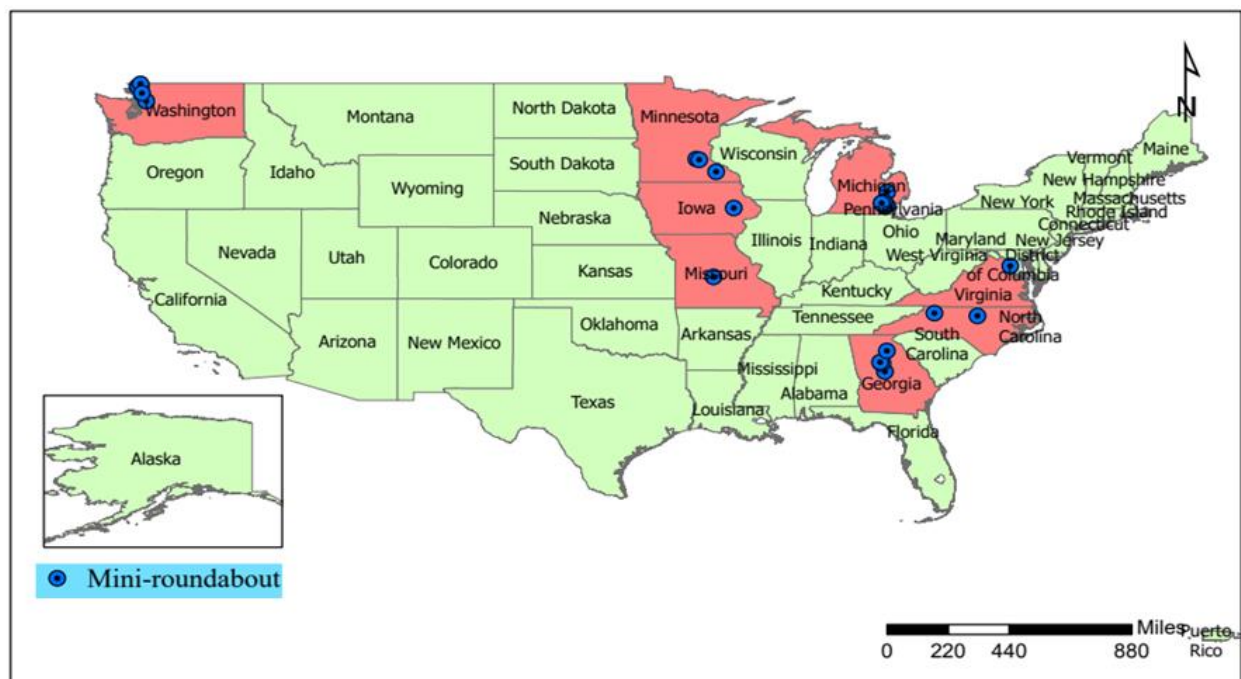 N
Washington
Montana
North Dakota
Minnesota
Wisconsin
Michigan
Vermont
Maine
New Hampshire
Oregon
Idaho
Wyoming
South Dakota
Iowa
Nebraska
New York
Massachusetts
Rhode Island
Connecticut
Pennsylvania
Ohio
Maryland
New Jersey
Nevada
Utah
Colorado
Kansas
Missouri
Illinois
Indiana
West Virginia
District
of Columbia
California
Kentucky
Virginia
Arizona
New Mexico
Oklahoma
Arkansas
Tennessee
North
Carolina
South
Carolina
Texas
Louisiana
Mississippi
Alabama
Georgia
Florida
Alaska
Mini-roundabout
Miles
0 220 440 880
Puerto
Rico